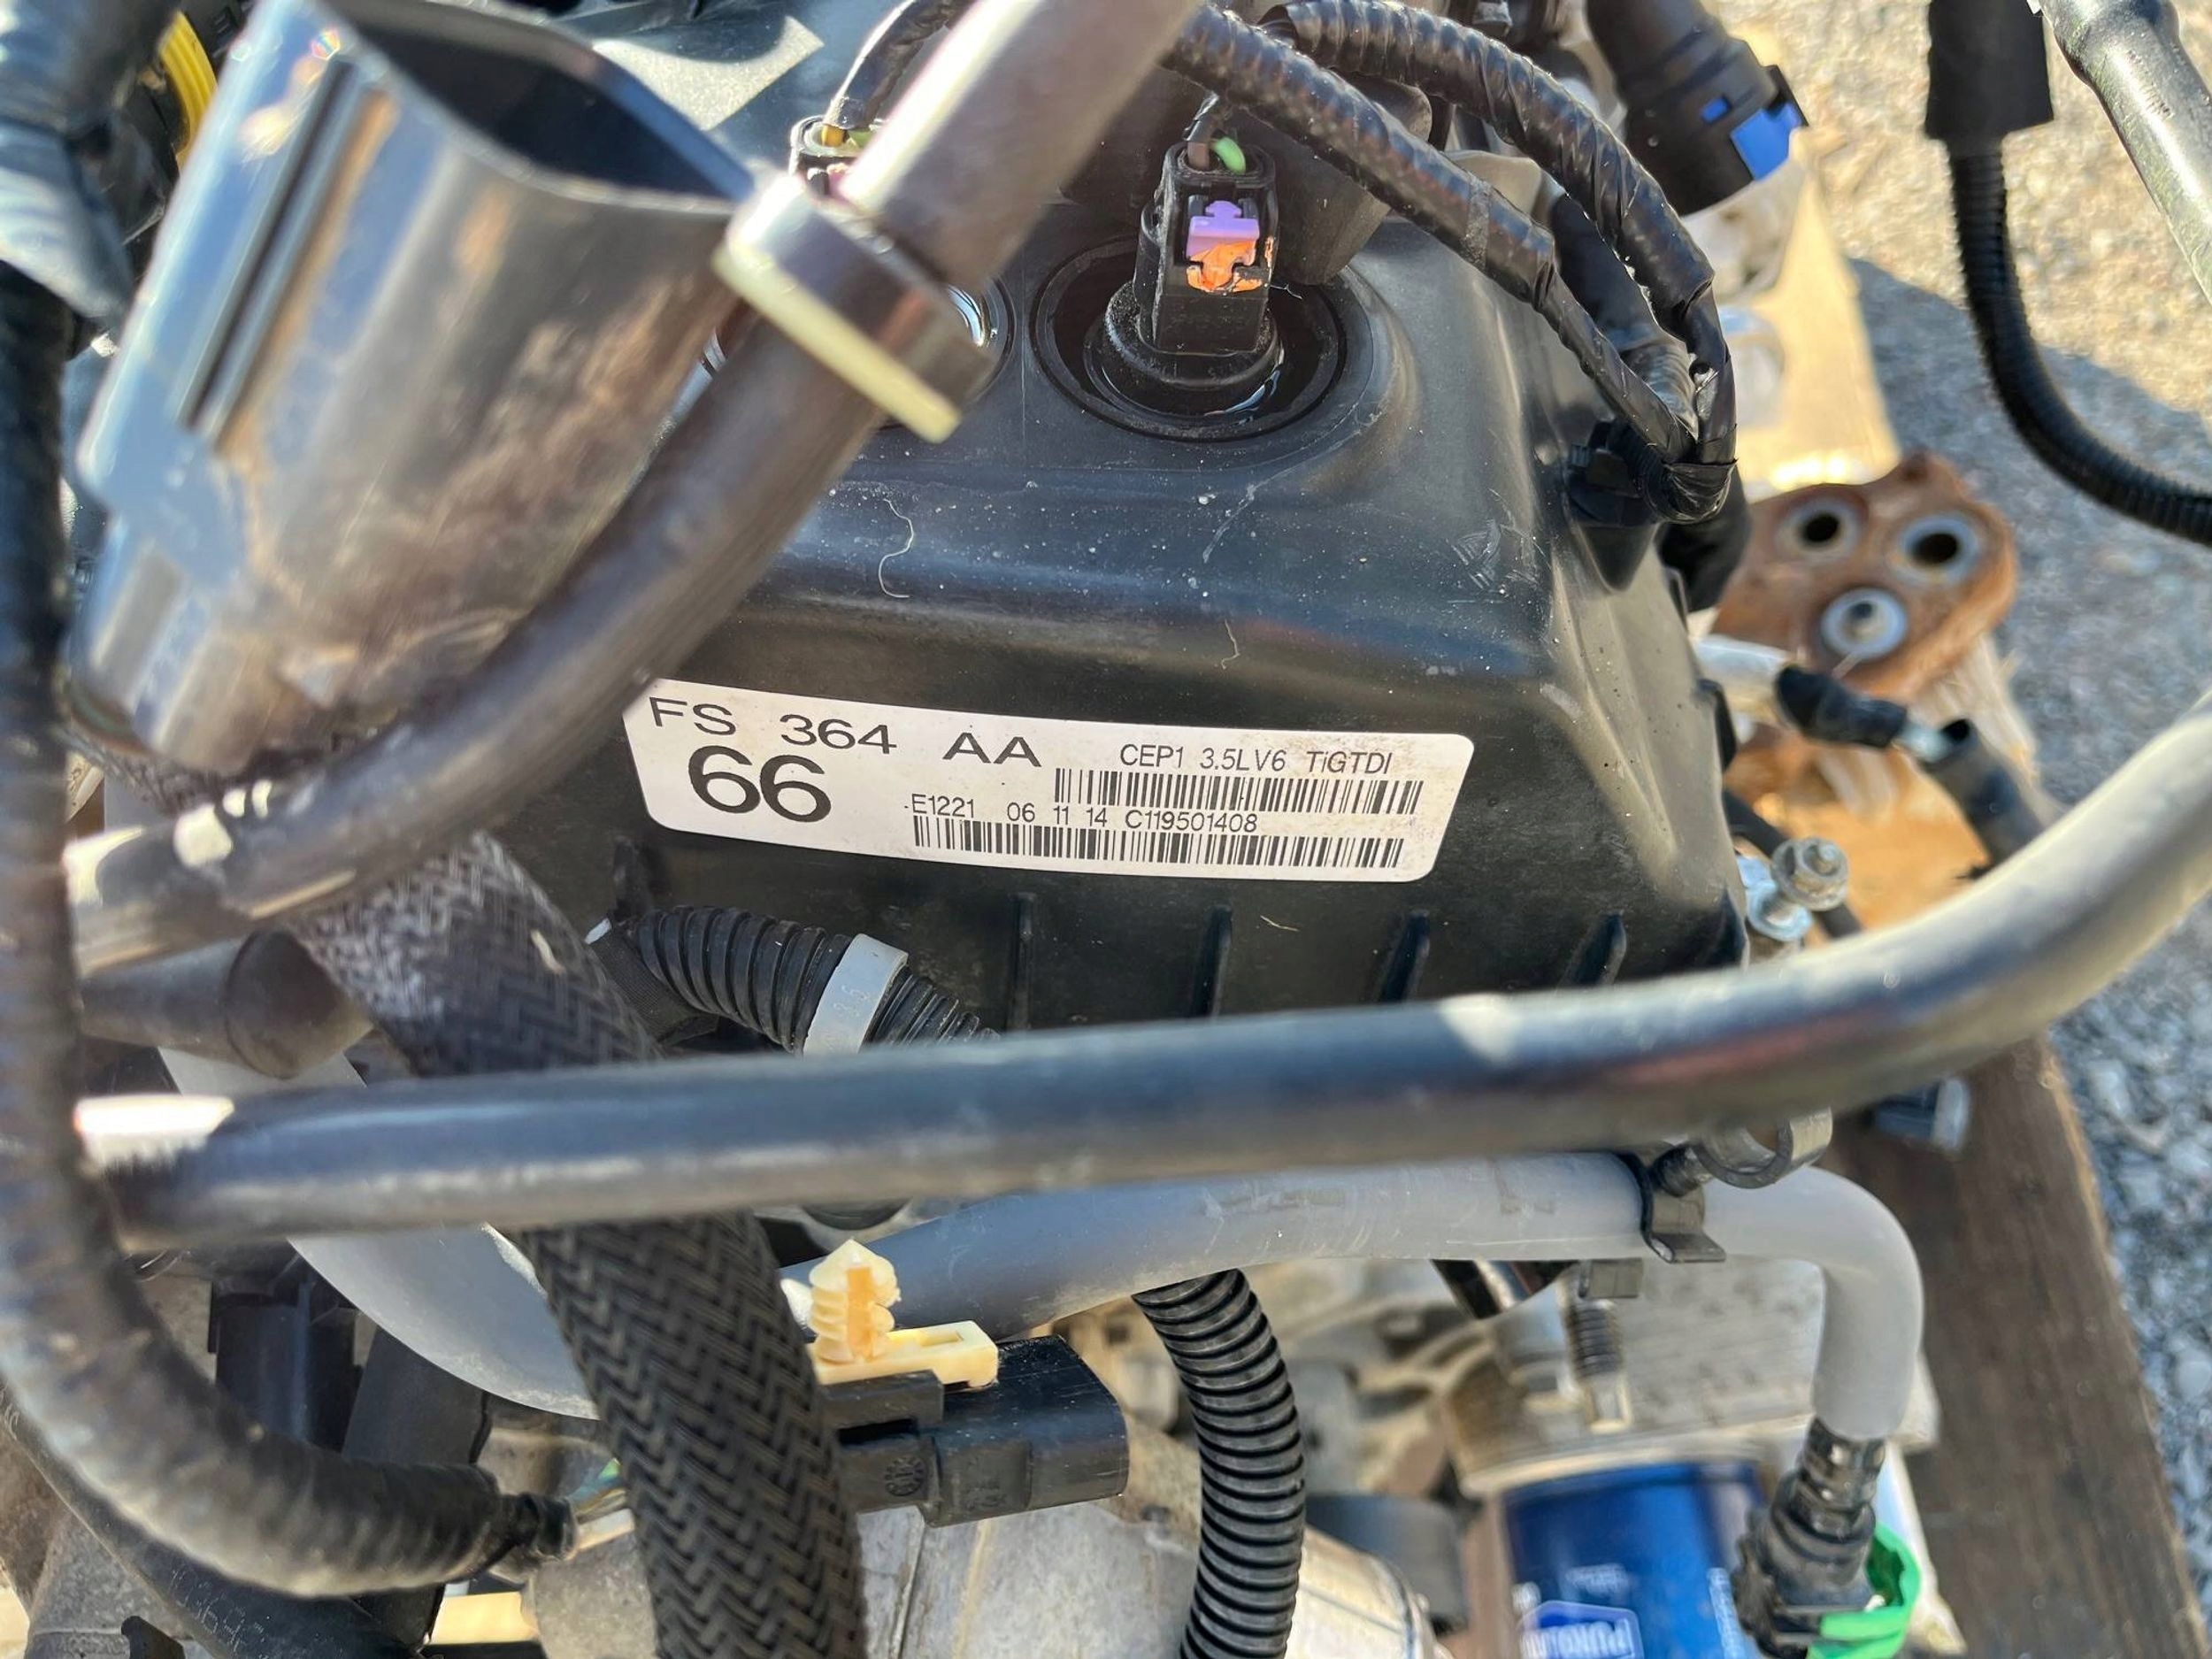 FS 364 AA
66
CEP1 3.5LV6 TiGTDI
E1221 06 11 14 C119501408